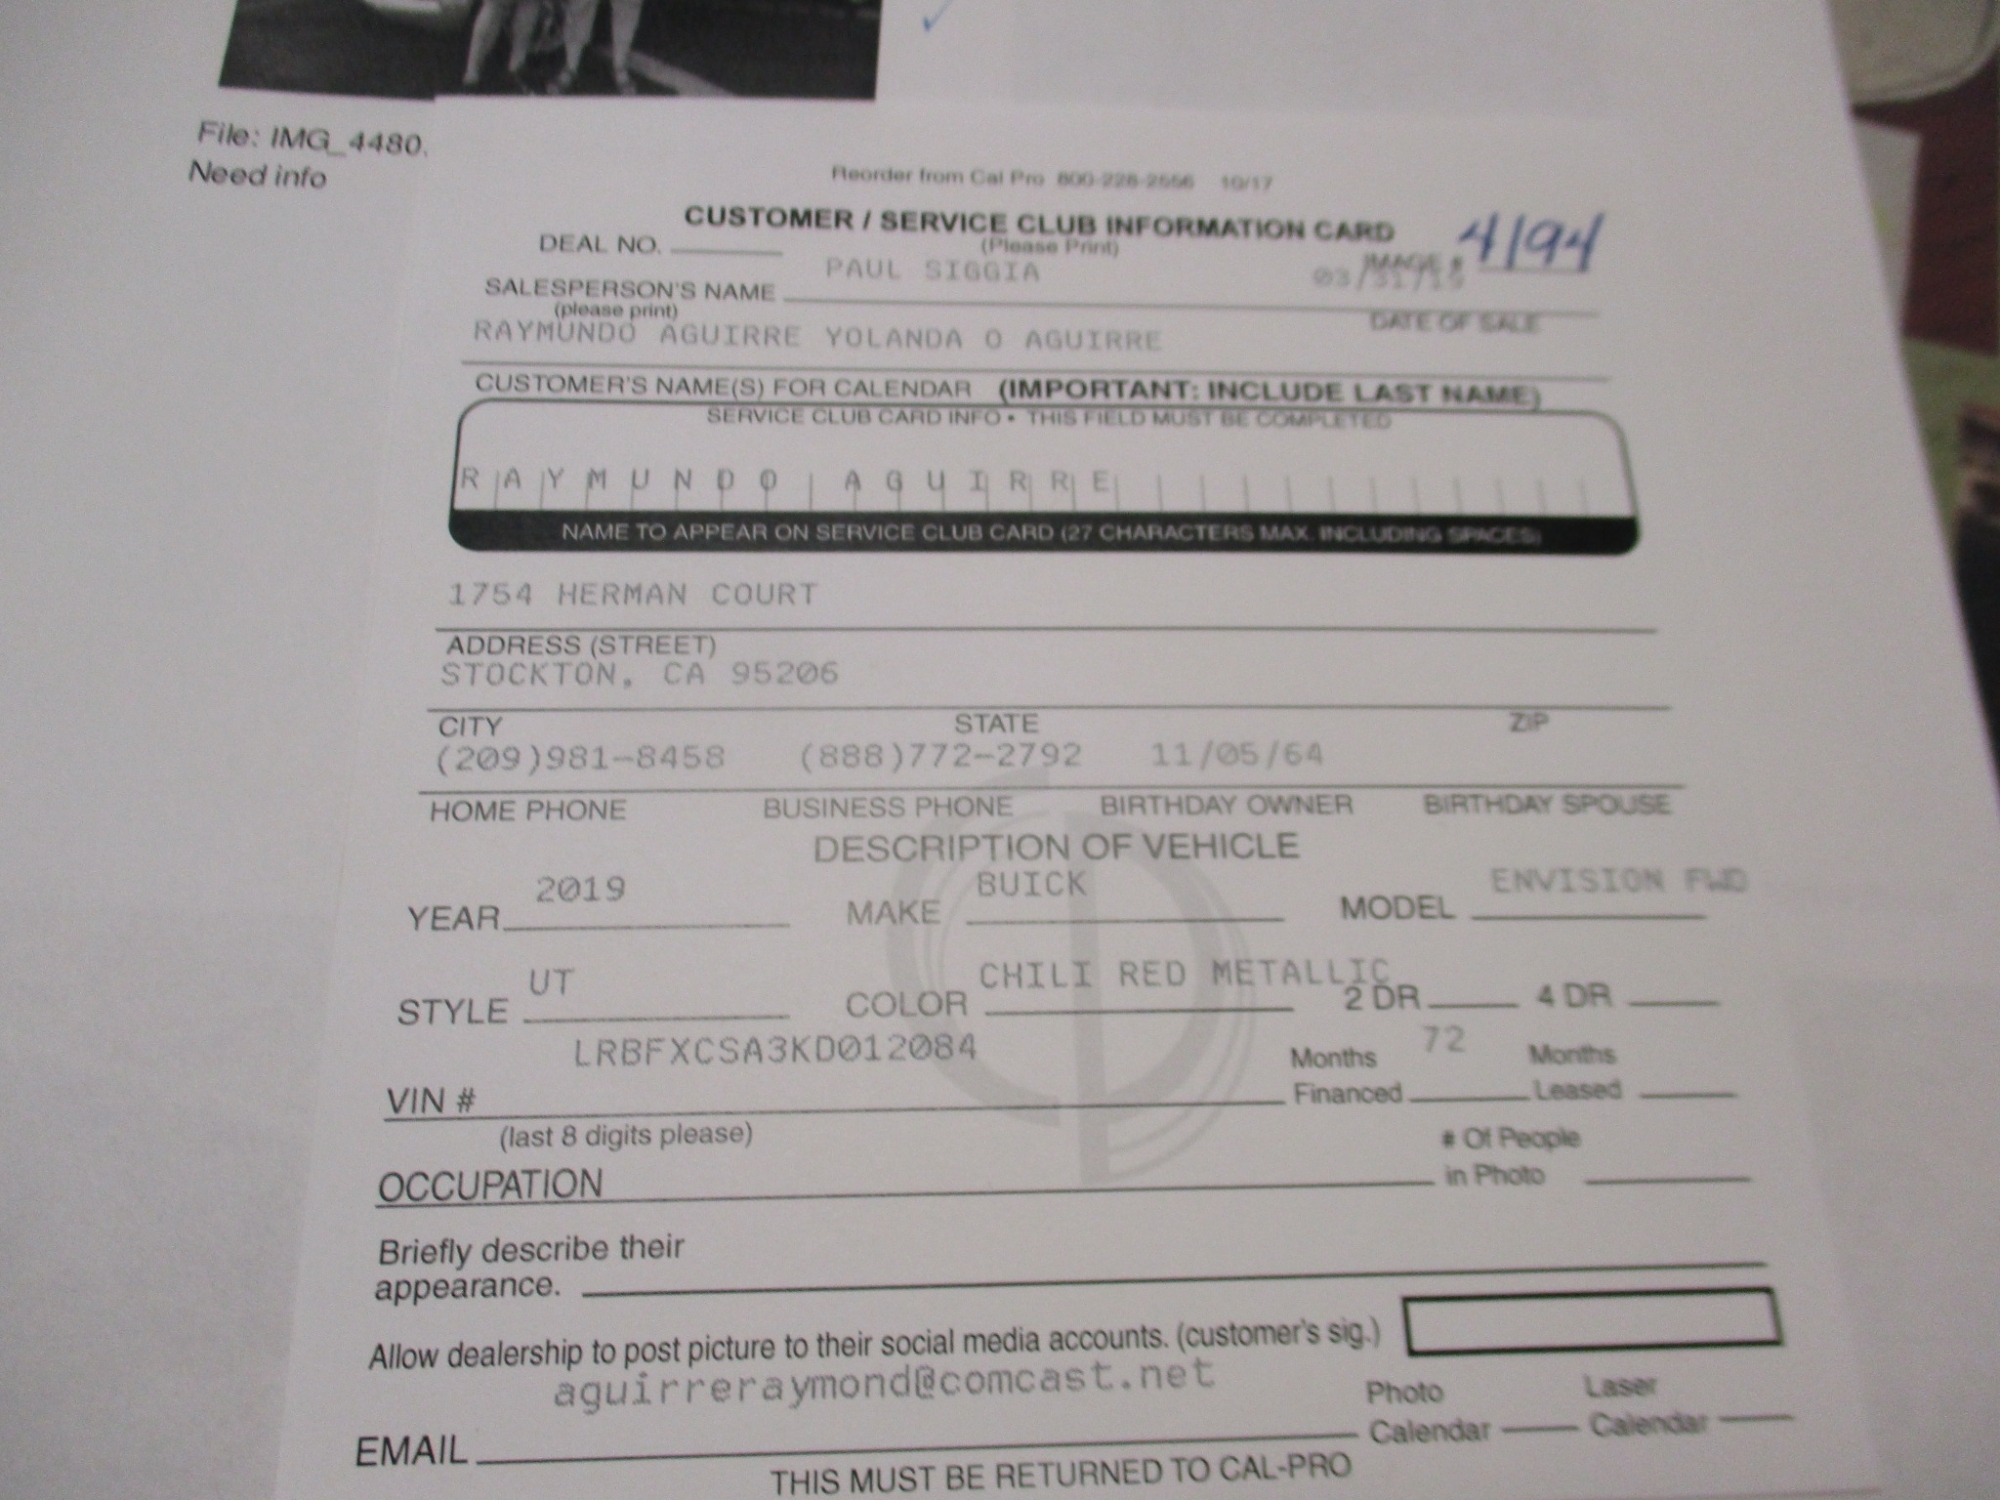 File: IMG_4480.
Need info
Reorder from Cal Pro 800-228-2556 10/17
CUSTOMER / SERVICE CLUB INFORMATION CARD
(Please Print)
DEAL NO.
IMAGE # 4194
PAUL SIGGIA 03/31/19
SALESPERSON'S NAME
(please print)
DATE OF SALE
RAYMUNDO AGUIRRE YOLANDA O AGUIRRE
CUSTOMER'S NAME(S) FOR CALENDAR (IMPORTANT: INCLUDE LAST NAME)
SERVICE CLUB CARD INFO • THIS FIELD MUST BE COMPLETED
RAYMUNDO AGUIRRE
NAME TO APPEAR ON SERVICE CLUB CARD (27 CHARACTERS MAX. INCLUDING SPACES)
1754 HERMAN COURT
ADDRESS (STREET)
STOCKTON, CA 95206
CITY STATE ZIP
(209)981-8458 (888)772-2792 11/05/64
HOME PHONE BUSINESS PHONE BIRTHDAY OWNER BIRTHDAY SPOUSE
DESCRIPTION OF VEHICLE
2019 BUICK ENVISION FWD
YEAR MAKE MODEL
UT CHILI RED METALLIC
STYLE COLOR 2 DR 4 DR
LRBFXCSA3KD012084 72
VIN # Months Financed Months Leased
(last 8 digits please)
OCCUPATION # Of People in Photo
Briefly describe their
appearance.
Allow dealership to post picture to their social media accounts. (customer's sig.)
aguirreraymond@comcast.net
EMAIL Photo Calendar Laser Calendar
THIS MUST BE RETURNED TO CAL-PRO